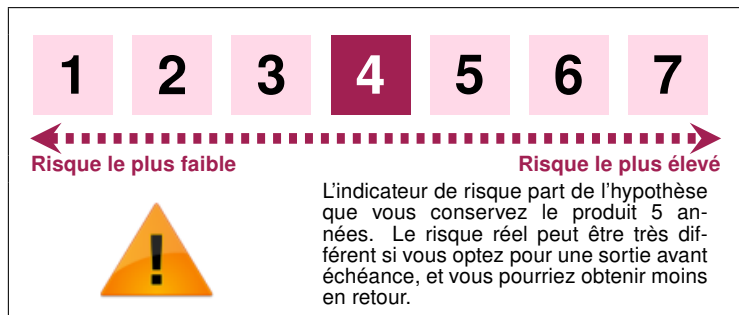 1 2 3 4 5 6 7
Risque le plus faible Risque le plus élevé
L'indicateur de risque part de l'hypothèse
que vous conservez le produit 5 an-
nées. Le risque réel peut être très dif-
férent si vous optez pour une sortie avant
échéance, et vous pourriez obtenir moins
en retour.
!